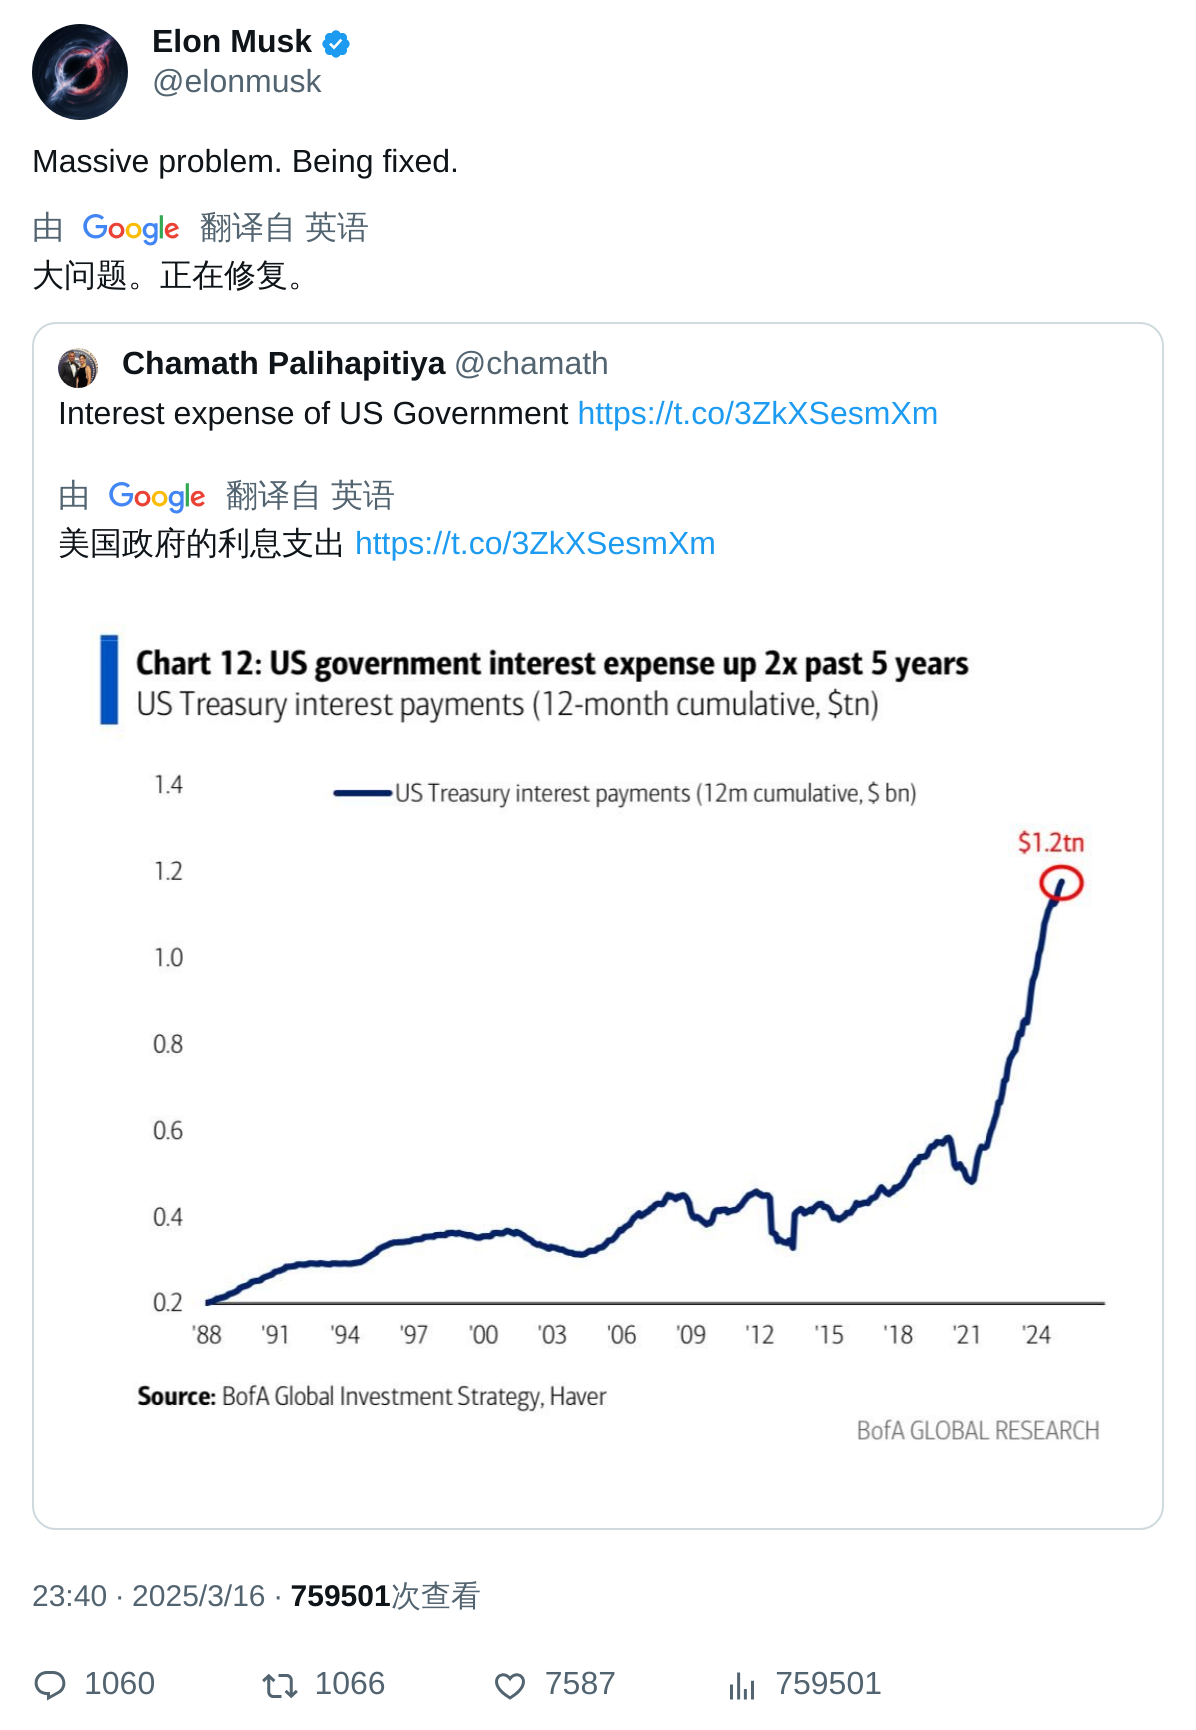 Elon Musk
@elonmusk
Massive problem. Being fixed.
由 Google 翻译自 英语
大问题。正在修复。
Chamath Palihapitiya @chamath
Interest expense of US Government https://t.co/3ZkXSesmXm
由 Google 翻译自 英语
美国政府的利息支出 https://t.co/3ZkXSesmXm
Chart 12: US government interest expense up 2x past 5 years
US Treasury interest payments (12-month cumulative, $tn)
1.4
US Treasury interest payments (12m cumulative, $ bn)
$1.2tn
1.2
1.0
0.8
0.6
0.4
0.2
'88 '91 '94 '97 '00 '03 '06 '09 '12 '15 '18 '21 '24
Source: BofA Global Investment Strategy, Haver
BofA GLOBAL RESEARCH
23:40 · 2025/3/16 · 759501次查看
1060 1066 7587 759501